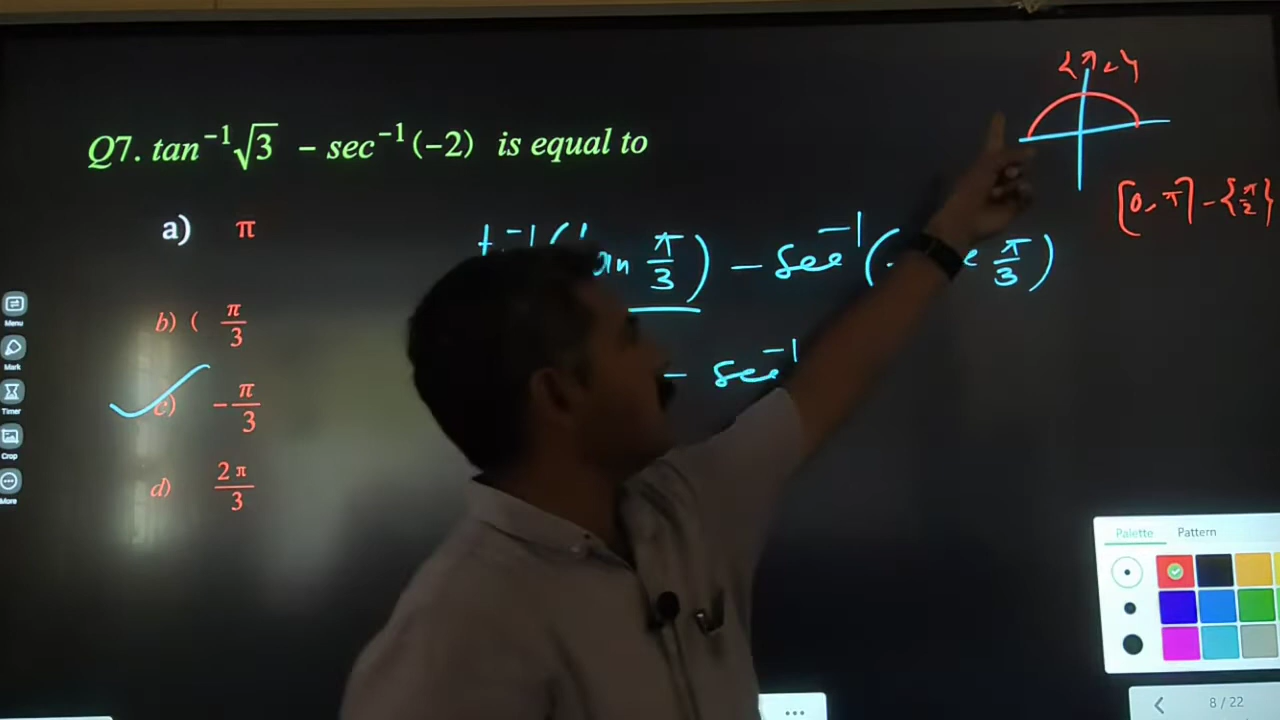 Q7. tan⁻¹√3 − sec⁻¹(−2) is equal to
a) π
b) ( π/3
c) −π/3
d) 2π/3
π/3) − sec⁻¹(
π/3)
− sec⁻¹
[0, π] − {π/2}
Menu
Mark
Timer
Crop
More
Palette Pattern
8 / 22